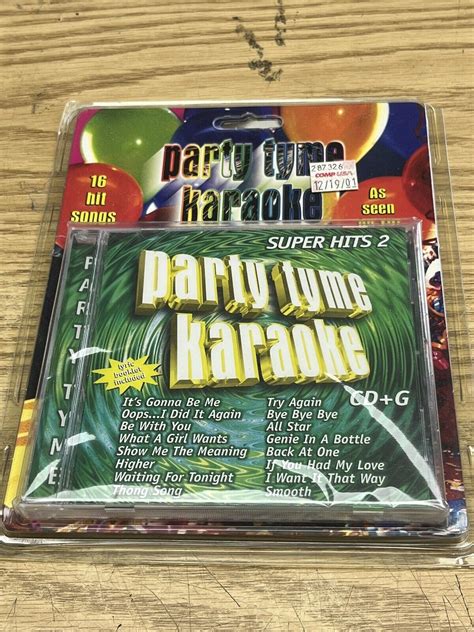 party tyme
karaoke
287326
COMP USA
12/19/01
16
hit
songs
As
seen
SUPER HITS 2
party tyme
karaoke
PARTY TYME
lyric
booklet
included
CD+G
It's Gonna Be Me
Oops...I Did It Again
Be With You
What A Girl Wants
Show Me The Meaning
Higher
Waiting For Tonight
Thong Song
Try Again
Bye Bye Bye
All Star
Genie In A Bottle
Back At One
If You Had My Love
I Want It That Way
Smooth